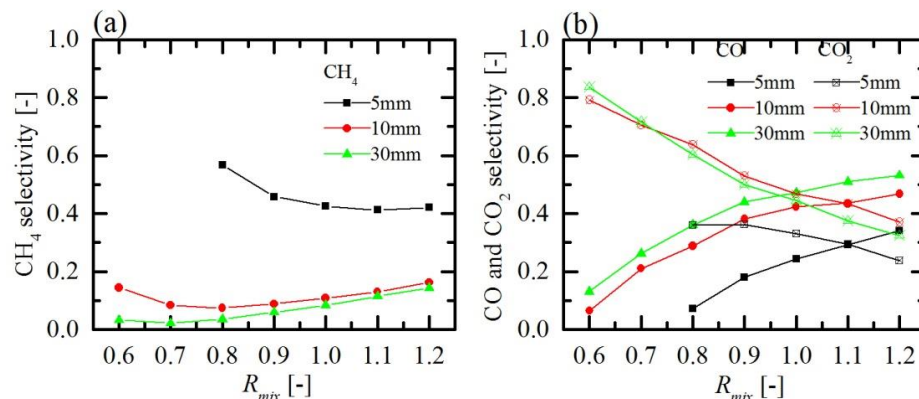 (a)
1.0
0.8
0.6
0.4
0.2
0.0
CH4 selectivity [-]
CH4
5mm
10mm
30mm
0.6 0.7 0.8 0.9 1.0 1.1 1.2
Rmix [-]
(b)
1.0
0.8
0.6
0.4
0.2
0.0
CO and CO2 selectivity [-]
CO CO2
5mm 5mm
10mm 10mm
30mm 30mm
0.6 0.7 0.8 0.9 1.0 1.1 1.2
Rmix [-]